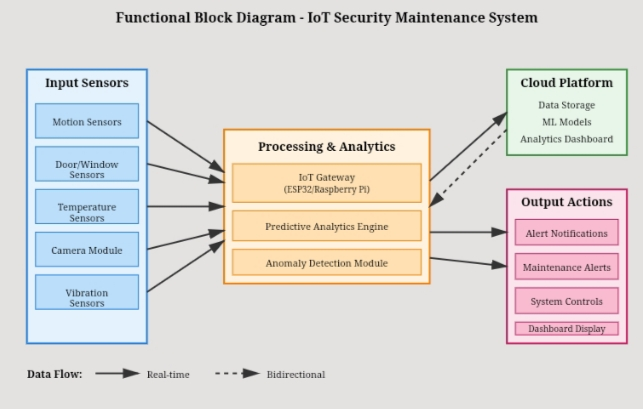 Functional Block Diagram - IoT Security Maintenance System
Input Sensors
Motion Sensors
Door/Window
Sensors
Temperature
Sensors
Camera Module
Vibration
Sensors
Processing & Analytics
IoT Gateway
(ESP32/Raspberry Pi)
Predictive Analytics Engine
Anomaly Detection Module
Cloud Platform
Data Storage
ML Models
Analytics Dashboard
Output Actions
Alert Notifications
Maintenance Alerts
System Controls
Dashboard Display
Data Flow:
Real-time
Bidirectional